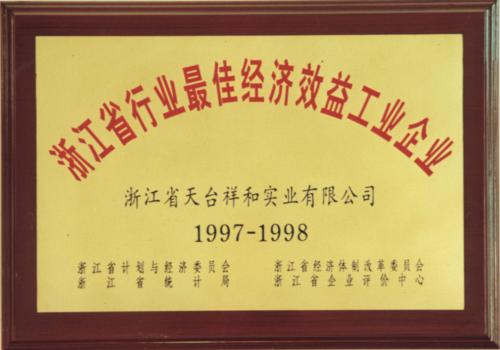 浙江省行业最佳经济效益工业企业
浙江省天台祥和实业有限公司
1997-1998
浙江省计划与经济委员会 浙江省经济体制改革委员会
浙江省统计局 浙江省企业评价中心